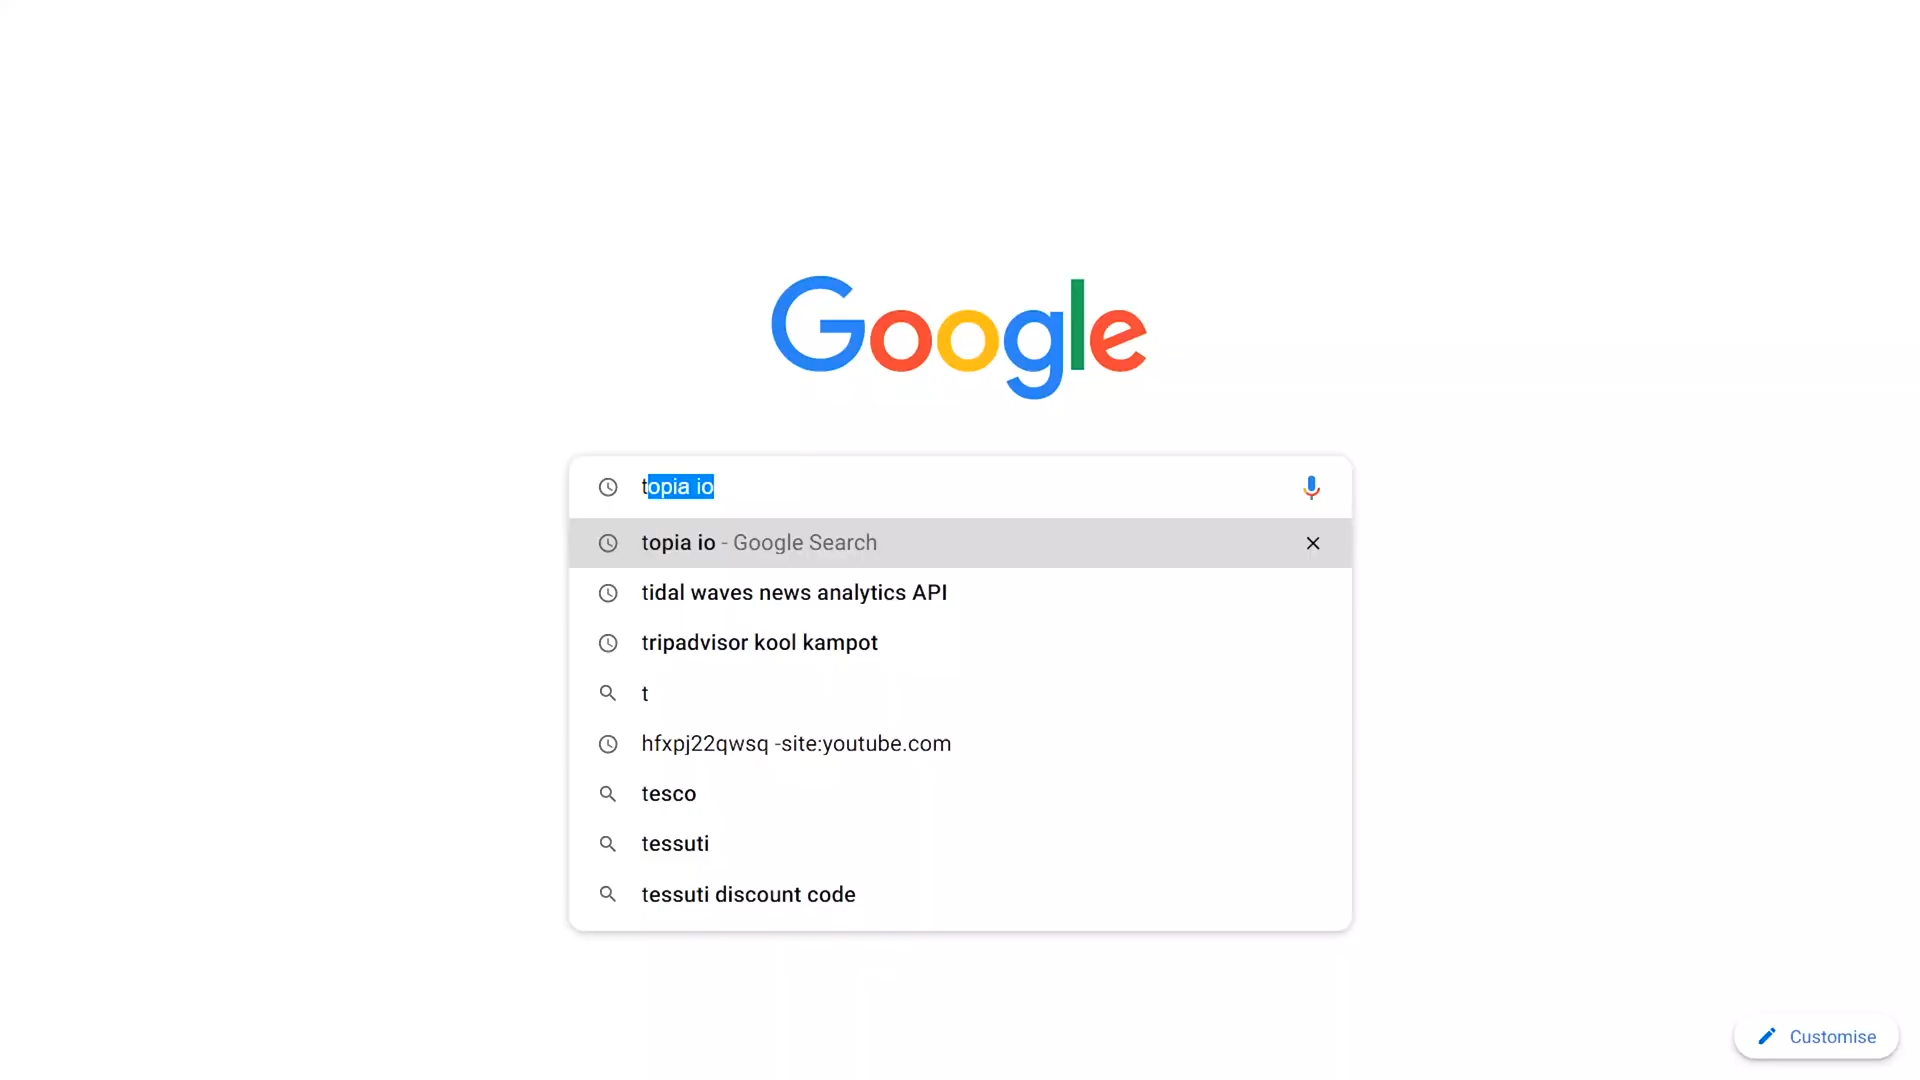 Google
topia io
topia io - Google Search
tidal waves news analytics API
tripadvisor kool kampot
t
hfxpj22qwsq -site:youtube.com
tesco
tessuti
tessuti discount code
Customise